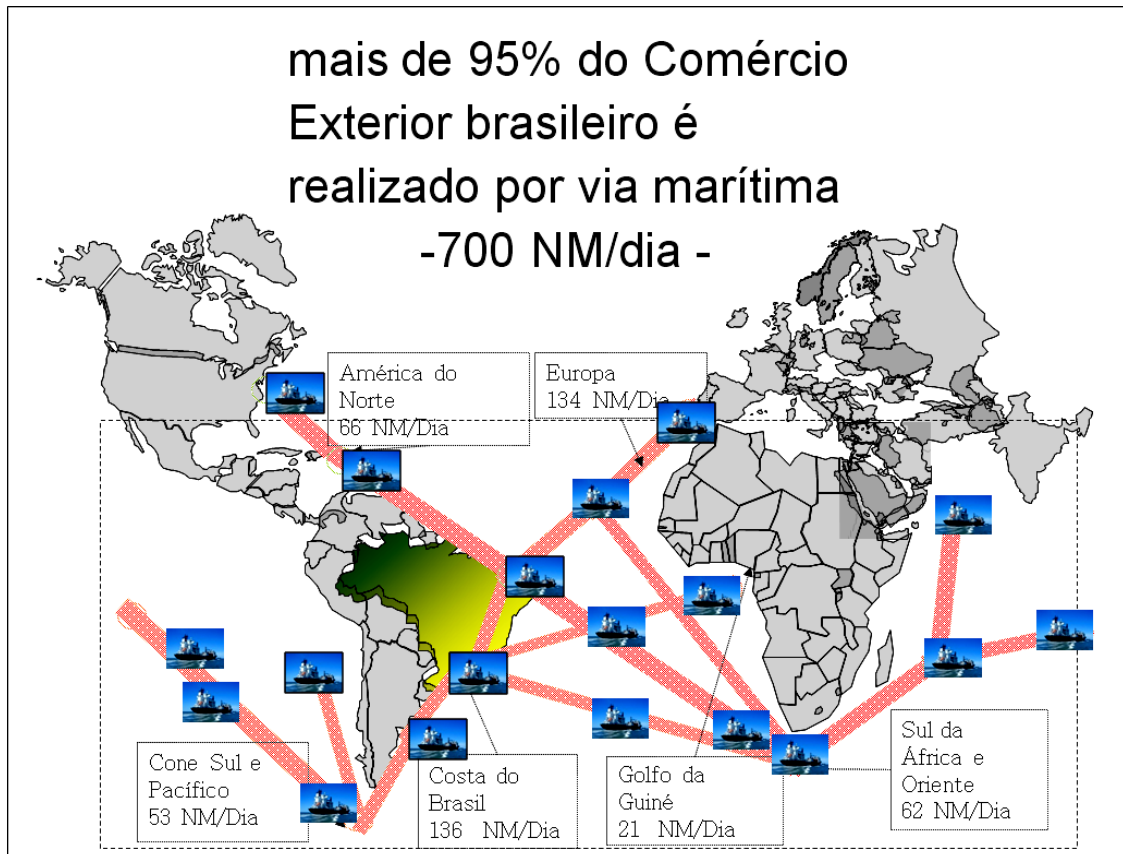 mais de 95% do Comércio
Exterior brasileiro é
realizado por via marítima
-700 NM/dia -
América do
Norte
66 NM/Dia
Europa
134 NM/Dia
Cone Sul e
Pacífico
53 NM/Dia
Costa do
Brasil
136 NM/Dia
Golfo da
Guiné
21 NM/Dia
Sul da
África e
Oriente
62 NM/Dia